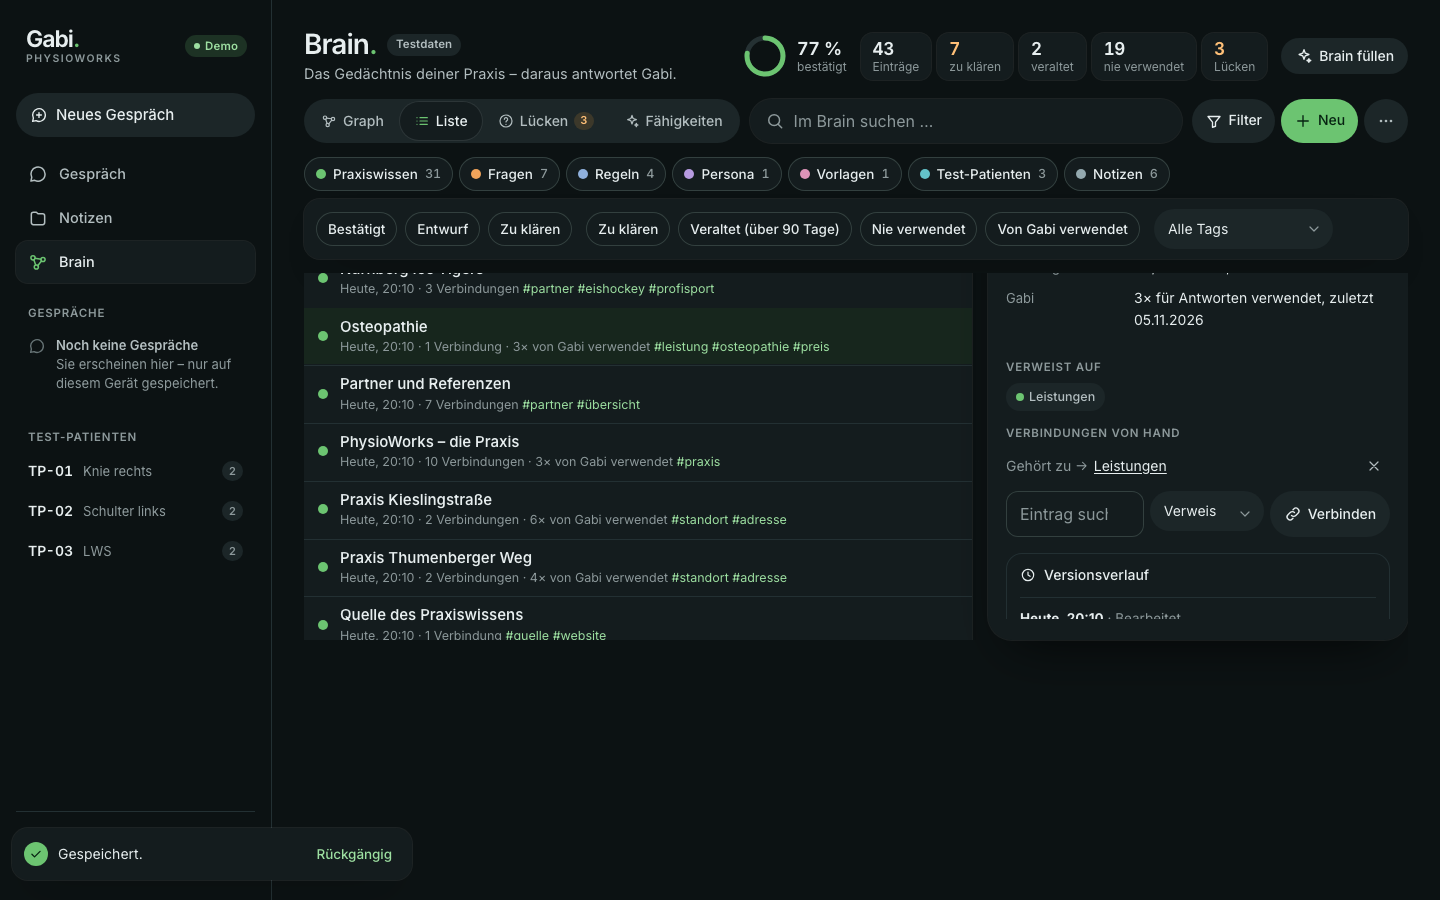 Gabi.
PHYSIOWORKS
Demo
Neues Gespräch
Gespräch
Notizen
Brain
GESPRÄCHE
Noch keine Gespräche
Sie erscheinen hier – nur auf
diesem Gerät gespeichert.
TEST-PATIENTEN
TP-01 Knie rechts 2
TP-02 Schulter links 2
TP-03 LWS 2
Gespeichert. Rückgängig
Brain. Testdaten
Das Gedächtnis deiner Praxis – daraus antwortet Gabi.
77 % bestätigt
43 Einträge
7 zu klären
2 veraltet
19 nie verwendet
3 Lücken
Brain füllen
Graph Liste Lücken 3 Fähigkeiten
Im Brain suchen ...
Filter
Neu
Praxiswissen 31 Fragen 7 Regeln 4 Persona 1 Vorlagen 1 Test-Patienten 3 Notizen 6
Bestätigt Entwurf Zu klären Zu klären Veraltet (über 90 Tage) Nie verwendet Von Gabi verwendet Alle Tags
Heute, 20:10 · 3 Verbindungen #partner #eishockey #profisport
Osteopathie
Heute, 20:10 · 1 Verbindung · 3× von Gabi verwendet #leistung #osteopathie #preis
Partner und Referenzen
Heute, 20:10 · 7 Verbindungen #partner #übersicht
PhysioWorks – die Praxis
Heute, 20:10 · 10 Verbindungen · 3× von Gabi verwendet #praxis
Praxis Kieslingstraße
Heute, 20:10 · 2 Verbindungen · 6× von Gabi verwendet #standort #adresse
Praxis Thumenberger Weg
Heute, 20:10 · 2 Verbindungen · 4× von Gabi verwendet #standort #adresse
Quelle des Praxiswissens
Heute, 20:10 · 1 Verbindung #quelle #website
Gabi 3× für Antworten verwendet, zuletzt
05.11.2026
VERWEIST AUF
Leistungen
VERBINDUNGEN VON HAND
Gehört zu → Leistungen
Eintrag such Verweis Verbinden
Versionsverlauf
Heute, 20:10 · Bearbeitet